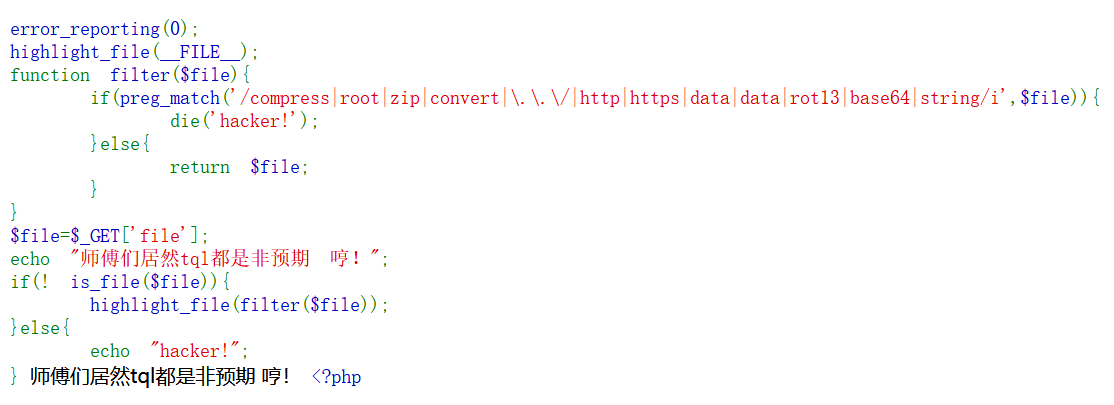 error_reporting(0);
highlight_file(__FILE__);
function filter($file){
if(preg_match('/compress|root|zip|convert|\.\.\/|http|https|data|data|rot13|base64|string/i',$file)){
die('hacker!');
}else{
return $file;
}
}
$file=$_GET['file'];
echo "师傅们居然tql都是非预期 哼！";
if(! is_file($file)){
highlight_file(filter($file));
}else{
echo "hacker!";
} 师傅们居然tql都是非预期 哼！ <?php